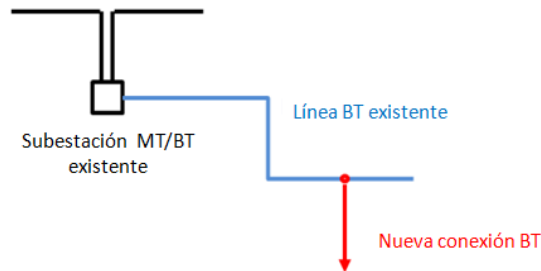 Línea BT existente
Subestación MT/BT
existente
Nueva conexión BT